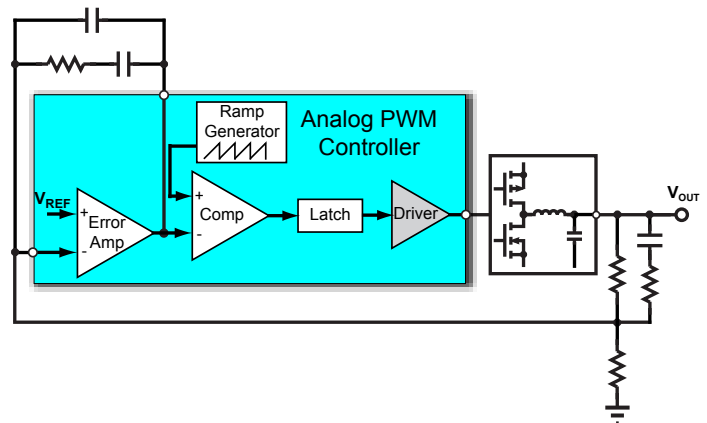 Ramp
Generator
Analog PWM
Controller
VREF
+
Error
Amp
-
+
Comp
-
Latch
Driver
VOUT